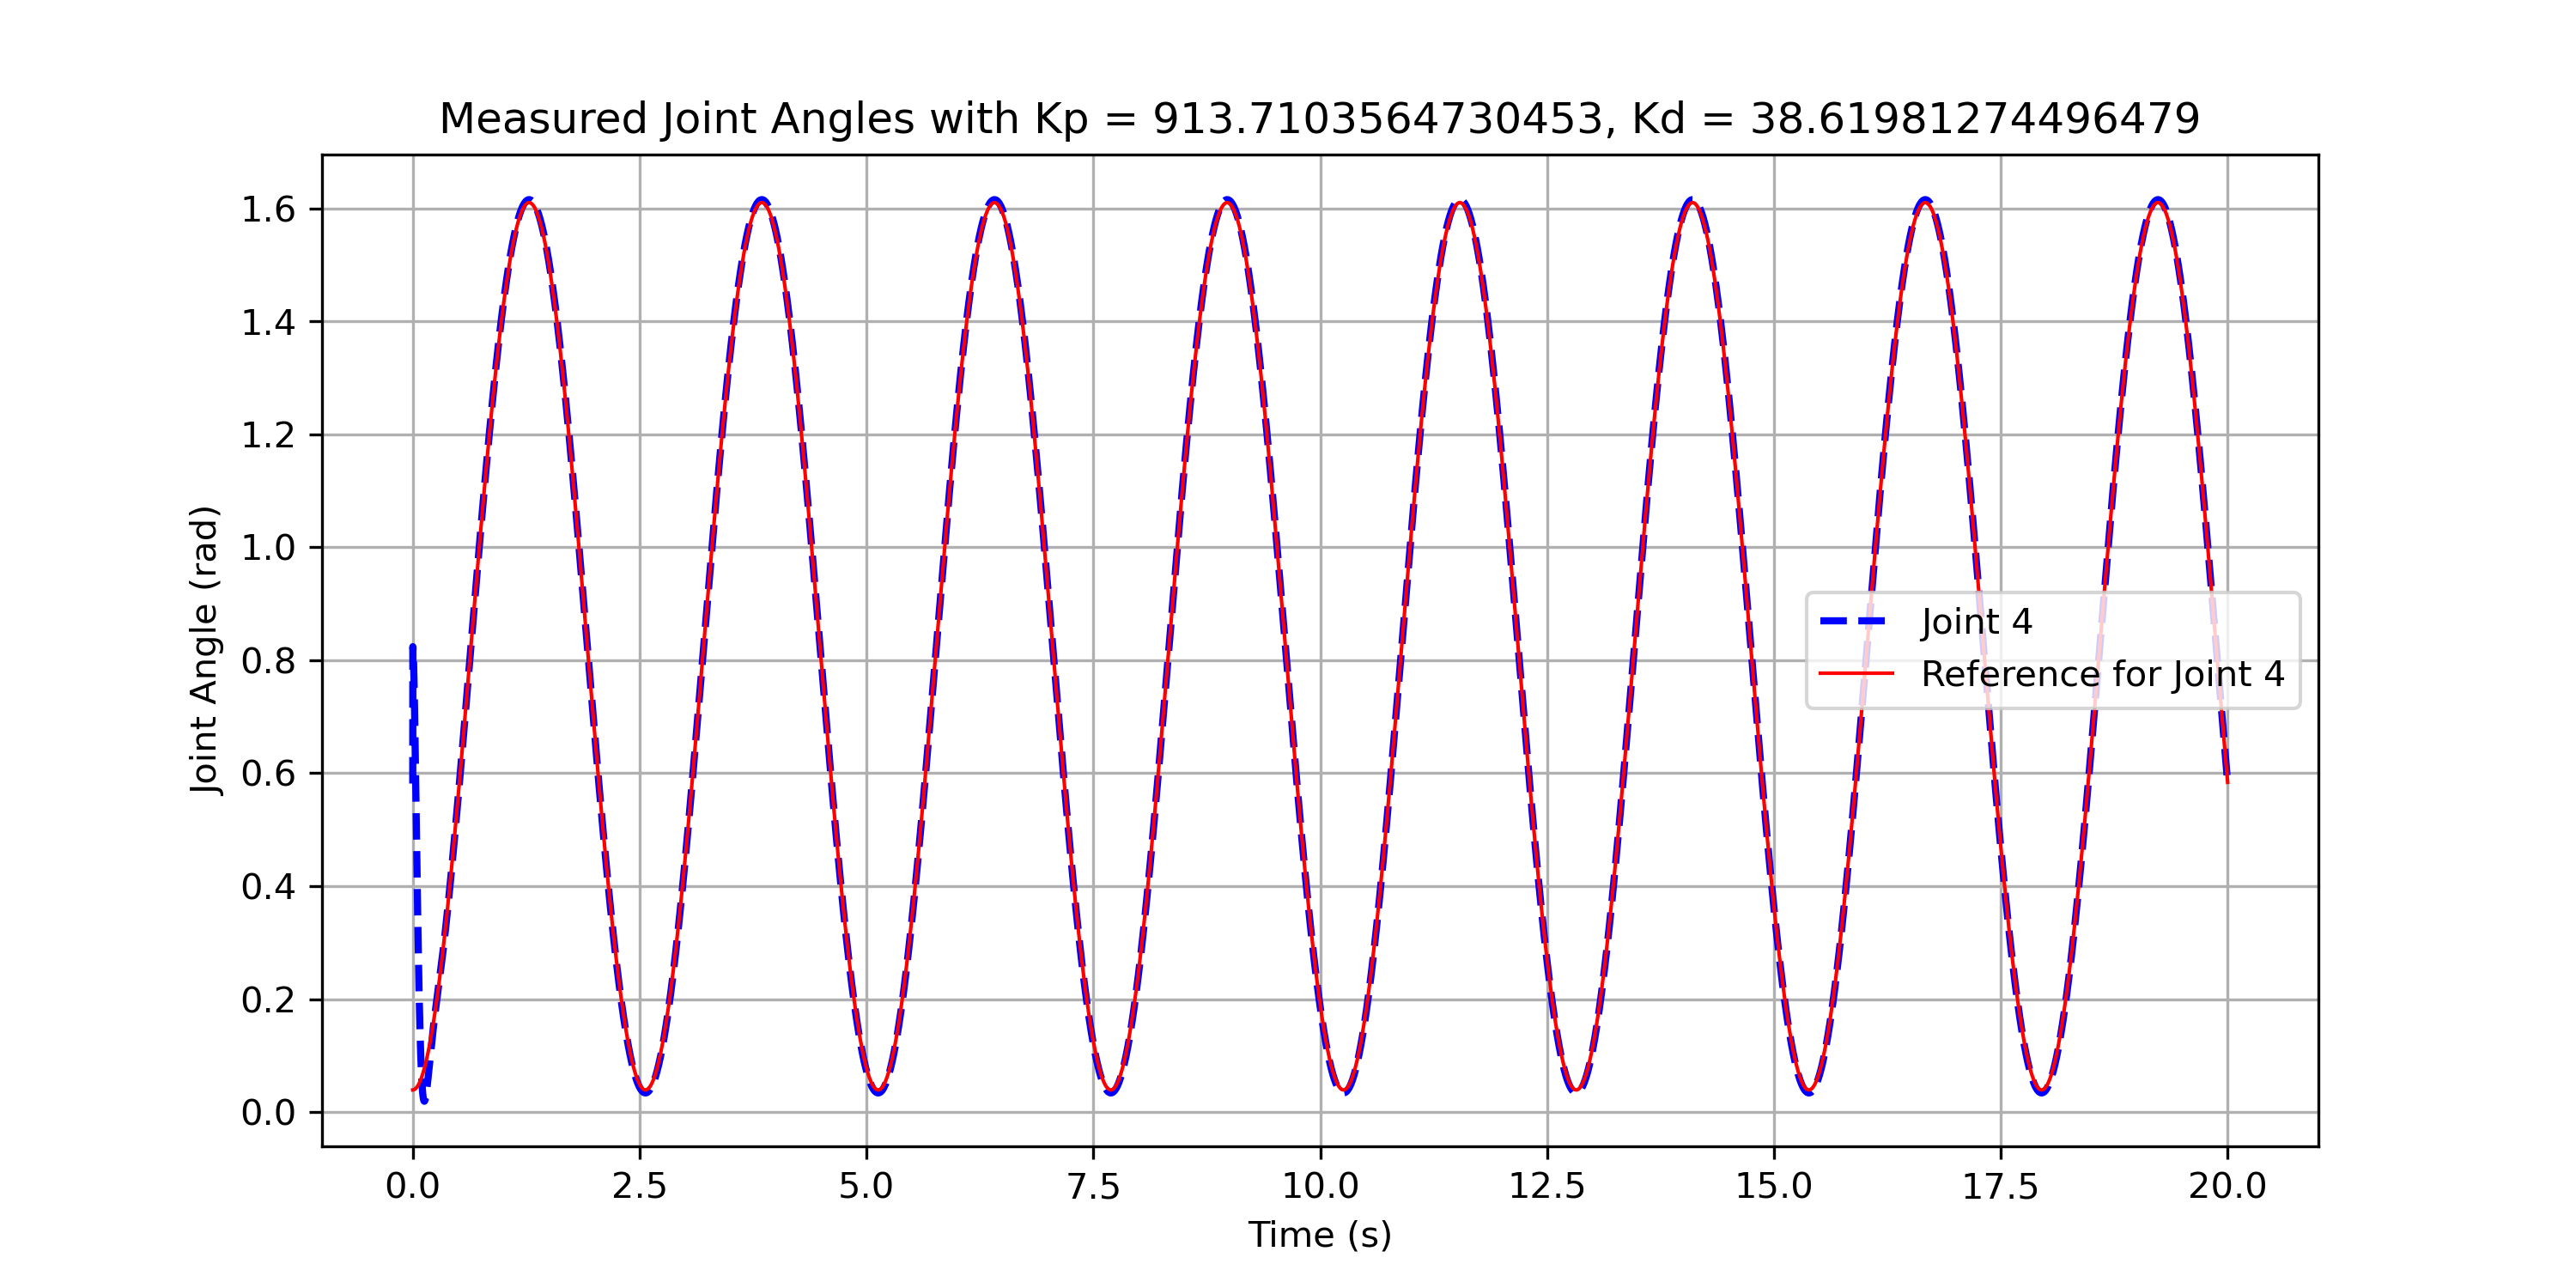 Measured Joint Angles with Kp = 913.7103564730453, Kd = 38.61981274496479
Joint Angle (rad)
1.6
1.4
1.2
1.0
0.8
0.6
0.4
0.2
0.0
Joint 4
Reference for Joint 4
0.0 2.5 5.0 7.5 10.0 12.5 15.0 17.5 20.0
Time (s)